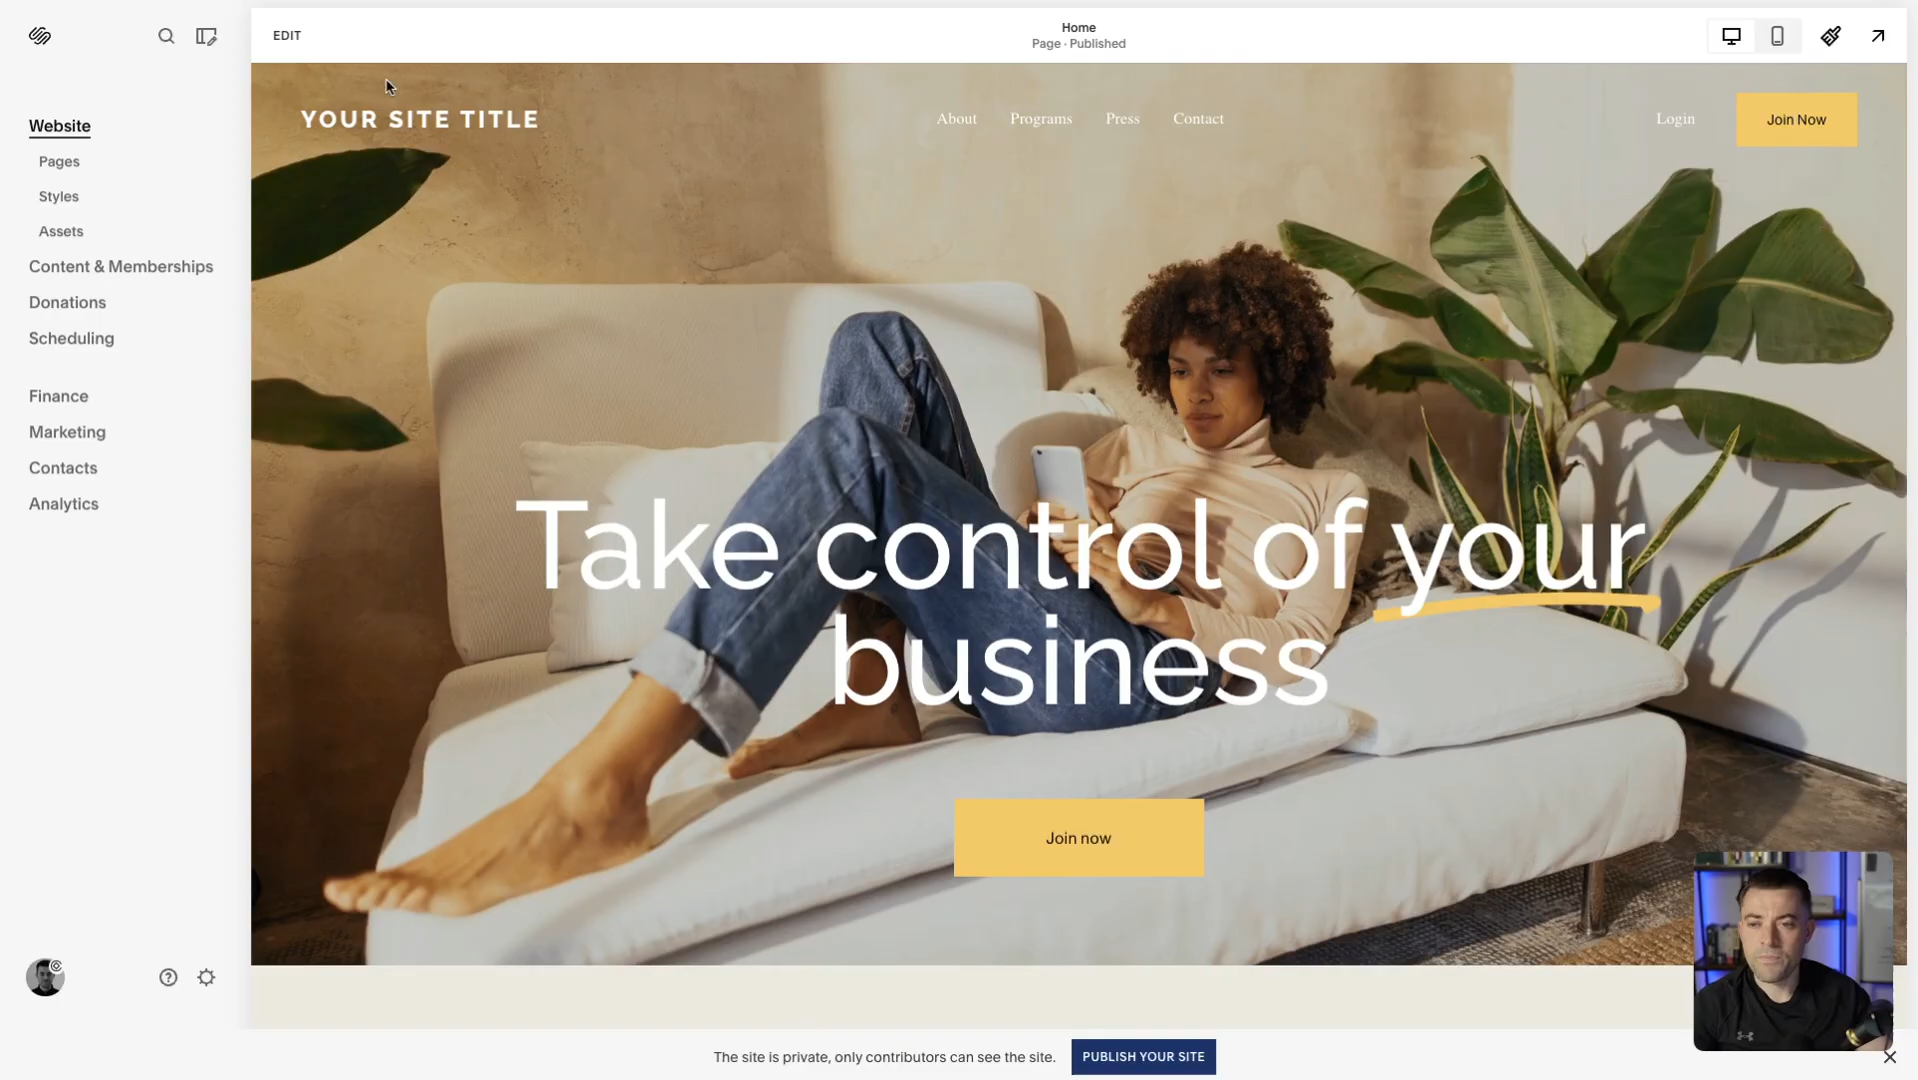 EDIT
Home
Page · Published
Website
Pages
Styles
Assets
Content & Memberships
Donations
Scheduling
Finance
Marketing
Contacts
Analytics
YOUR SITE TITLE
About
Programs
Press
Contact
Login
Join Now
Take control of your
business
Join now
The site is private, only contributors can see the site.
PUBLISH YOUR SITE